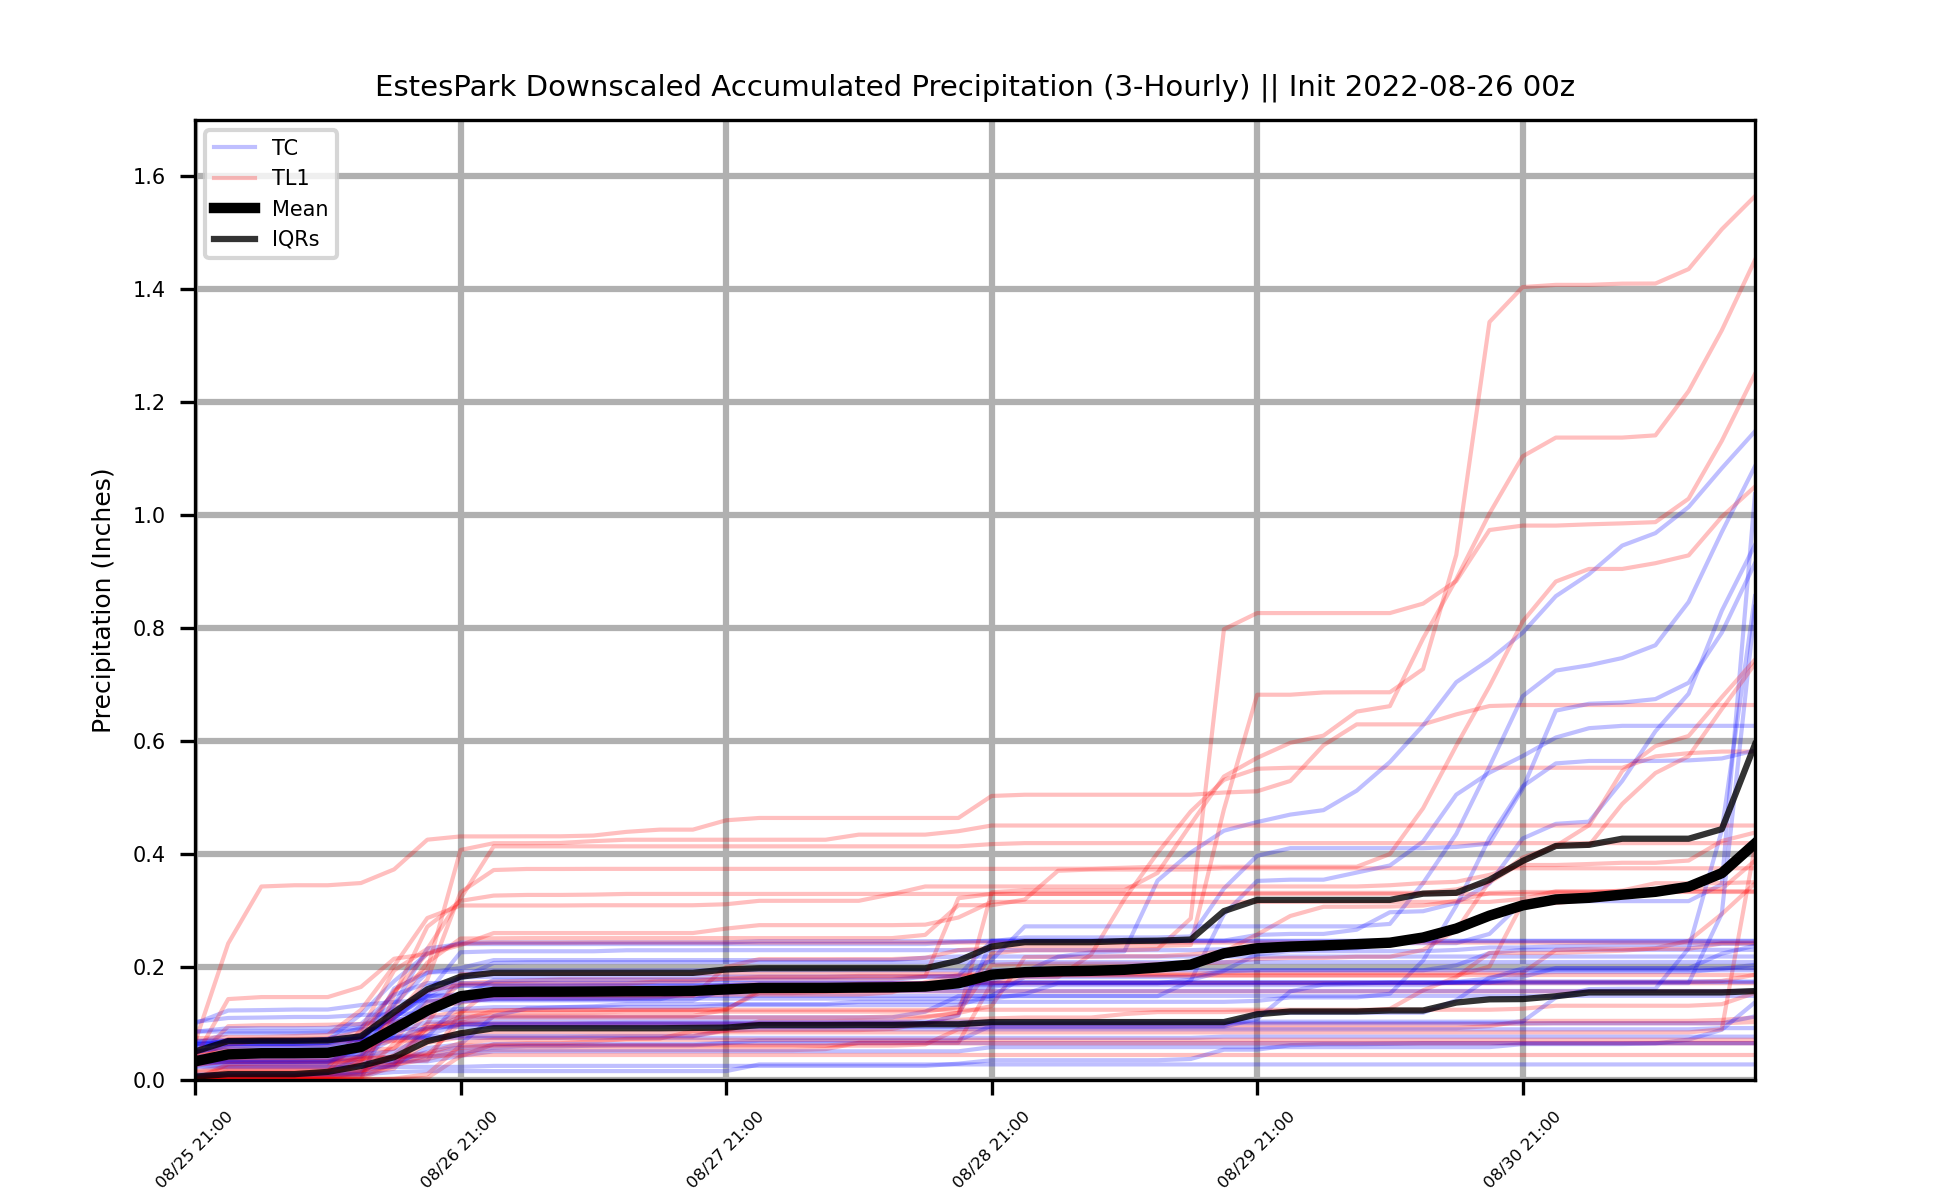 EstesPark Downscaled Accumulated Precipitation (3-Hourly) || Init 2022-08-26 00z
TC
TL1
Mean
IQRs
Precipitation (Inches)
1.6
1.4
1.2
1.0
0.8
0.6
0.4
0.2
0.0
08/25 21:00
08/26 21:00
08/27 21:00
08/28 21:00
08/29 21:00
08/30 21:00